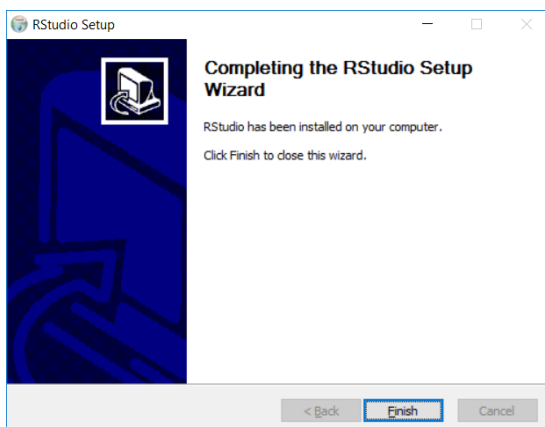 RStudio Setup
Completing the RStudio Setup
Wizard
RStudio has been installed on your computer.
Click Finish to close this wizard.
< Back
Finish
Cancel